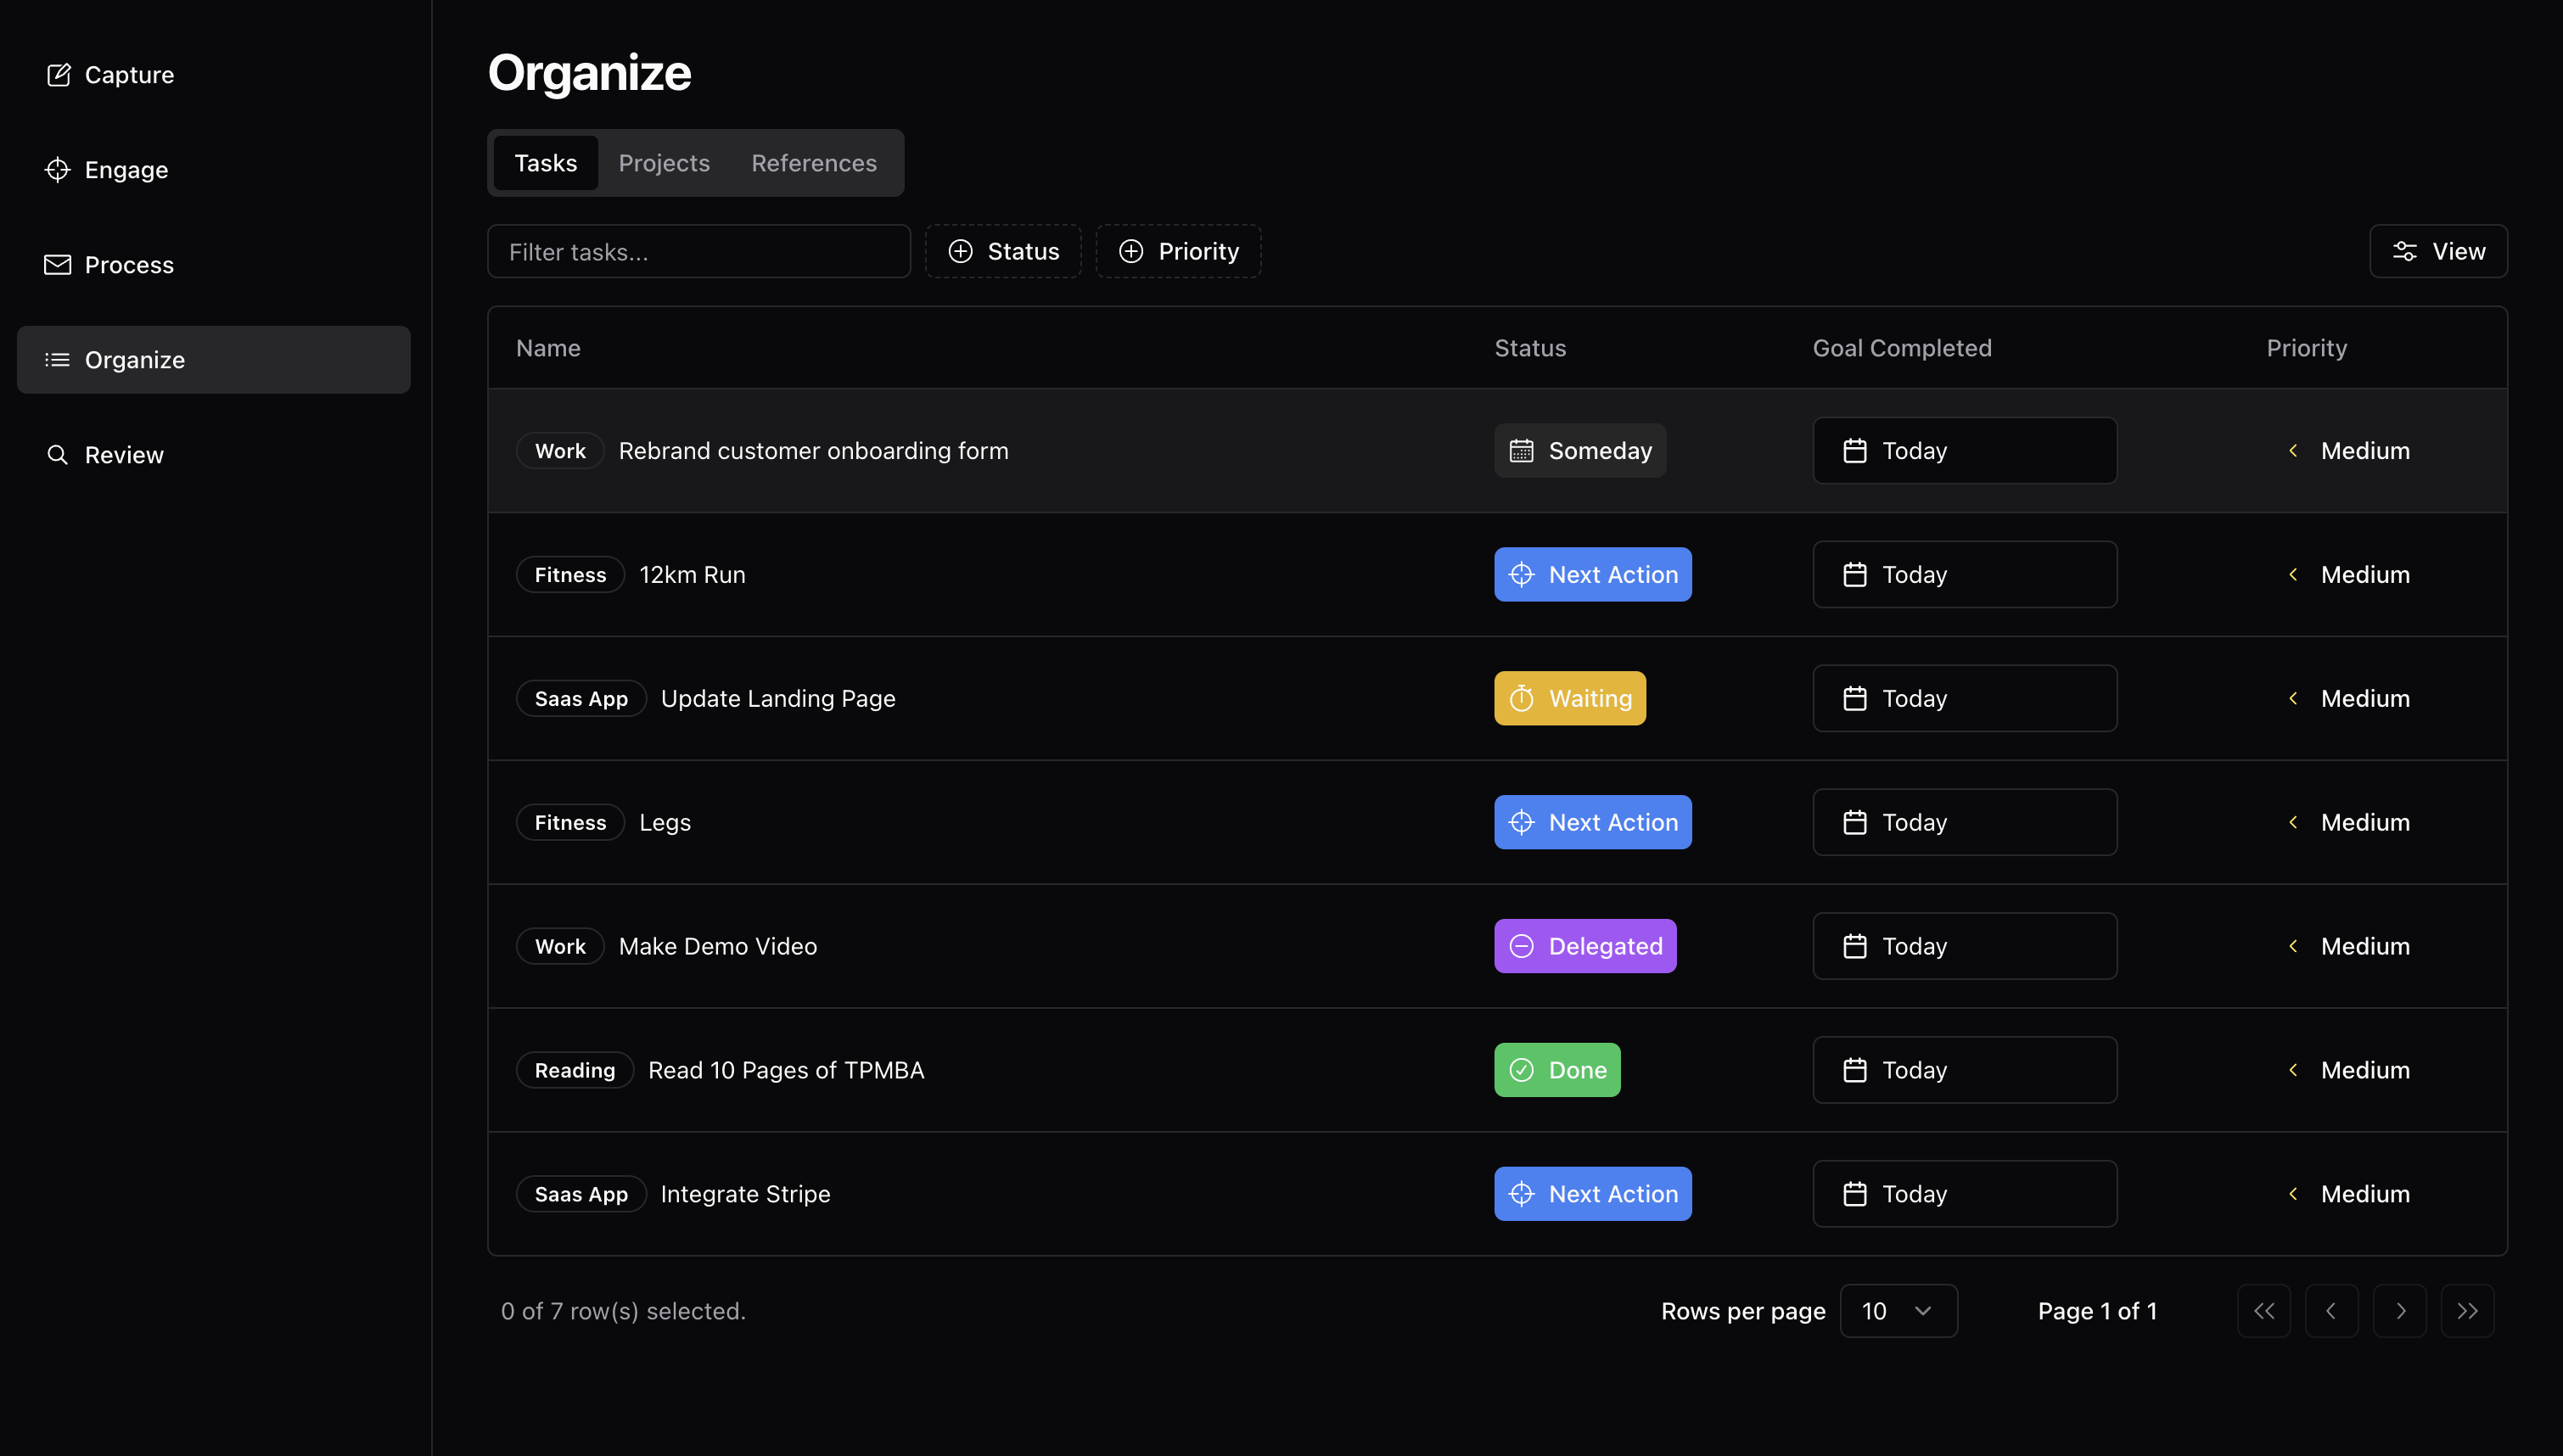 Capture
Engage
Process
Organize
Review
Organize
Tasks Projects References
Filter tasks... Status Priority View
Name Status Goal Completed Priority
Work Rebrand customer onboarding form Someday Today Medium
Fitness 12km Run Next Action Today Medium
Saas App Update Landing Page Waiting Today Medium
Fitness Legs Next Action Today Medium
Work Make Demo Video Delegated Today Medium
Reading Read 10 Pages of TPMBA Done Today Medium
Saas App Integrate Stripe Next Action Today Medium
0 of 7 row(s) selected. Rows per page 10 Page 1 of 1